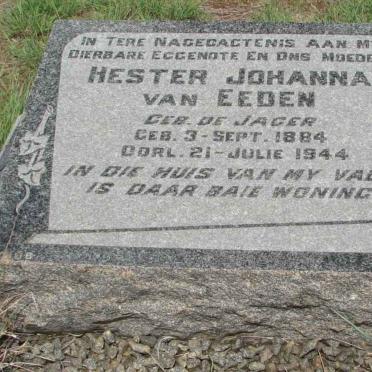 In Tere Nagedagtenis aan M
Dierbare Eggenote en Ons Moede
Hester Johanna
van Eeden
Geb. de Jager
Geb. 3-Sept. 1884
Oorl. 21-Julie 1944
In die huis van my Va
is daar baie woning